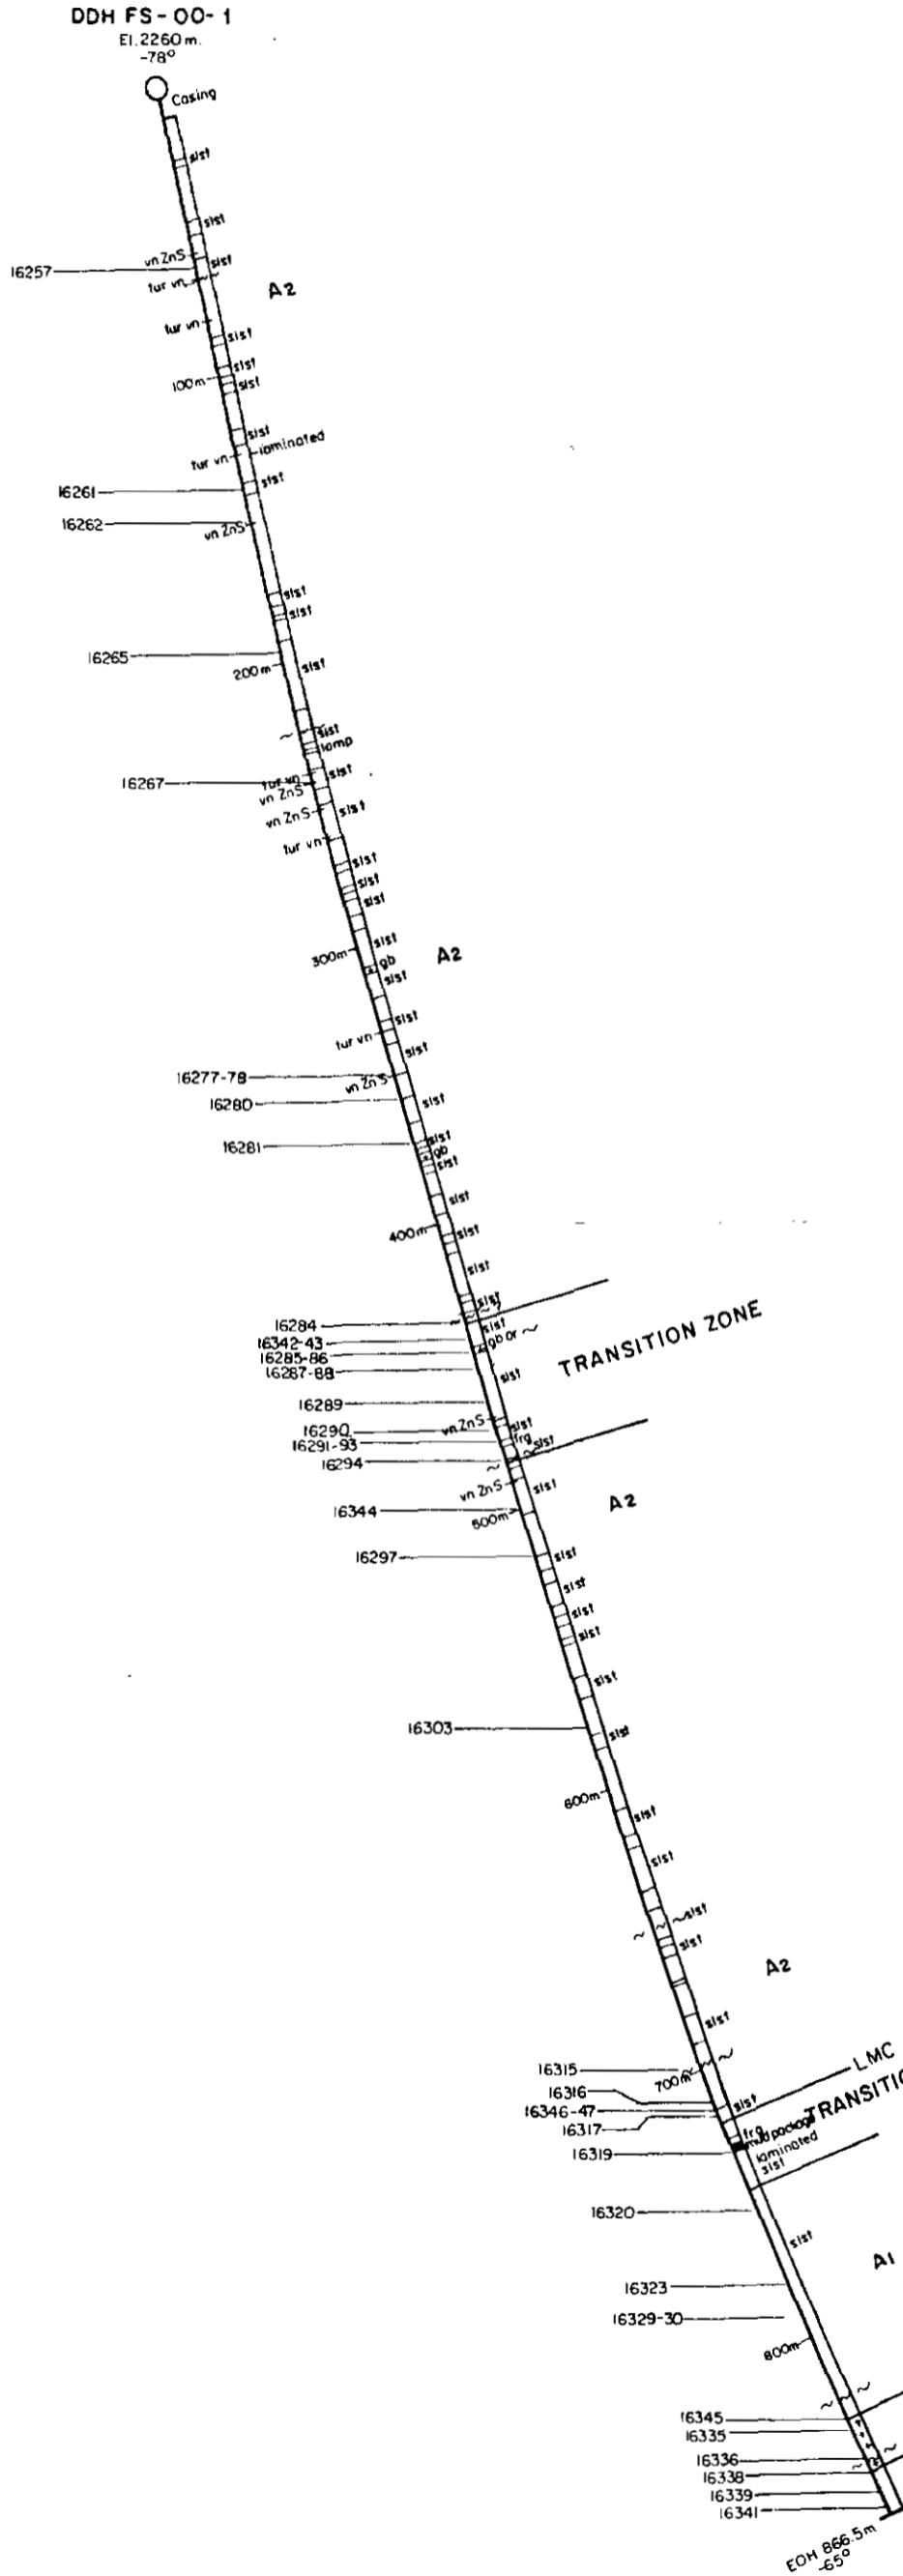 DDH FS-00-1
El. 2260 m.
-78°
Casing
slst
slst
vn ZnS
slst
16257
tur vn
A2
tur vn
slst
slst
100m
slst
slst
tur vn
laminated
16261
slst
16262
vn ZnS
slst
slst
16265
200m
slst
slst
lamp
tur vn
slst
16267
vn ZnS
vn ZnS
slst
tur vn
slst
slst
slst
slst
300m
A2
gb
slst
slst
tur vn
slst
16277-78
vn ZnS
16280
slst
16281
slst
gb
slst
slst
400m
slst
slst
slst
?
16284
slst
16342-43
gb or ~
16285-86
TRANSITION ZONE
16287-88
slst
16289
vn ZnS
16290
slst
16291-93
frg
slst
16294
vn ZnS
slst
A2
16344
500m
16297
slst
slst
slst
slst
slst
16303
slst
600m
slst
slst
slst
slst
A2
slst
16315
700m
LMC
16316
slst
16346-47
TRANSITIO
16317
frg
mud package
16319
laminated
slst
16320
slst
A1
16323
16329-30
800m
16345
16335
16336
16338
16339
16341
EOH 866.5m
-65°